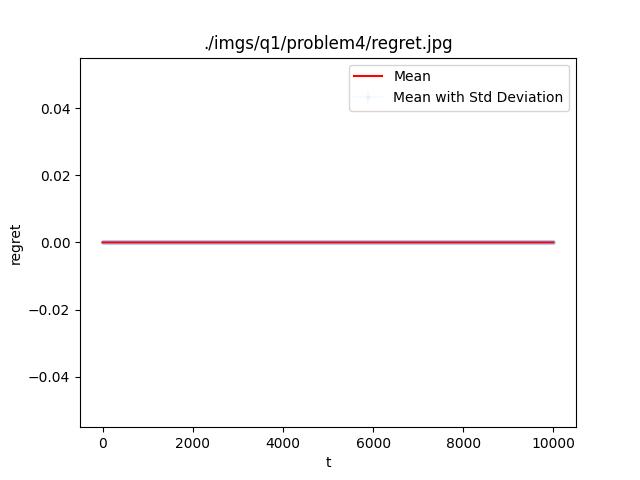 ./imgs/q1/problem4/regret.jpg
Mean
Mean with Std Deviation
0.04
0.02
0.00
−0.02
−0.04
regret
0 2000 4000 6000 8000 10000
t